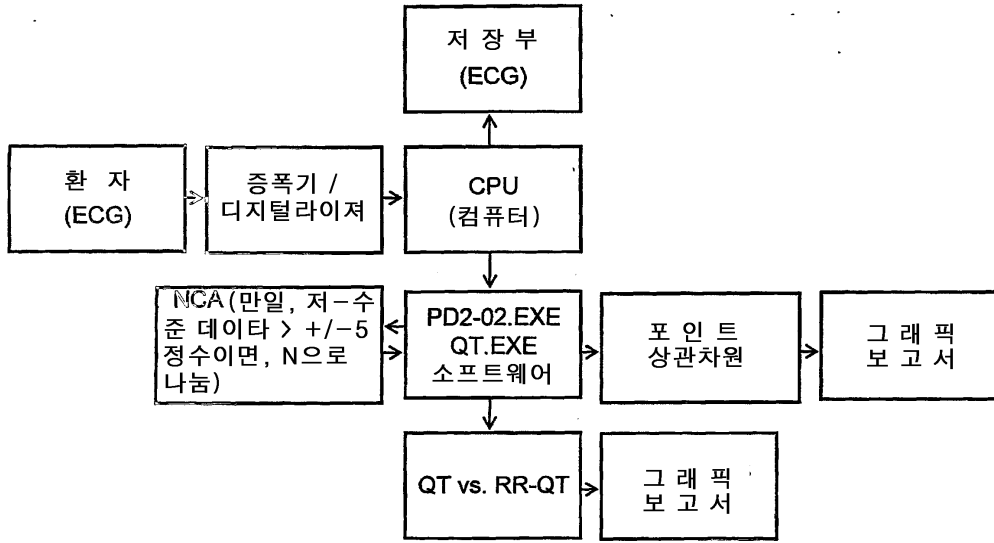 저 장 부
(ECG)
환 자
(ECG)
증폭기 /
디지털라이져
CPU
(컴퓨터)
NCA (만일, 저-수
준 데이타 > +/-5
정수이면, N으로
나눔)
PD2-02.EXE
QT.EXE
소프트웨어
포 인 트
상관차원
그 래 픽
보 고 서
QT vs. RR-QT
그 래 픽
보 고 서